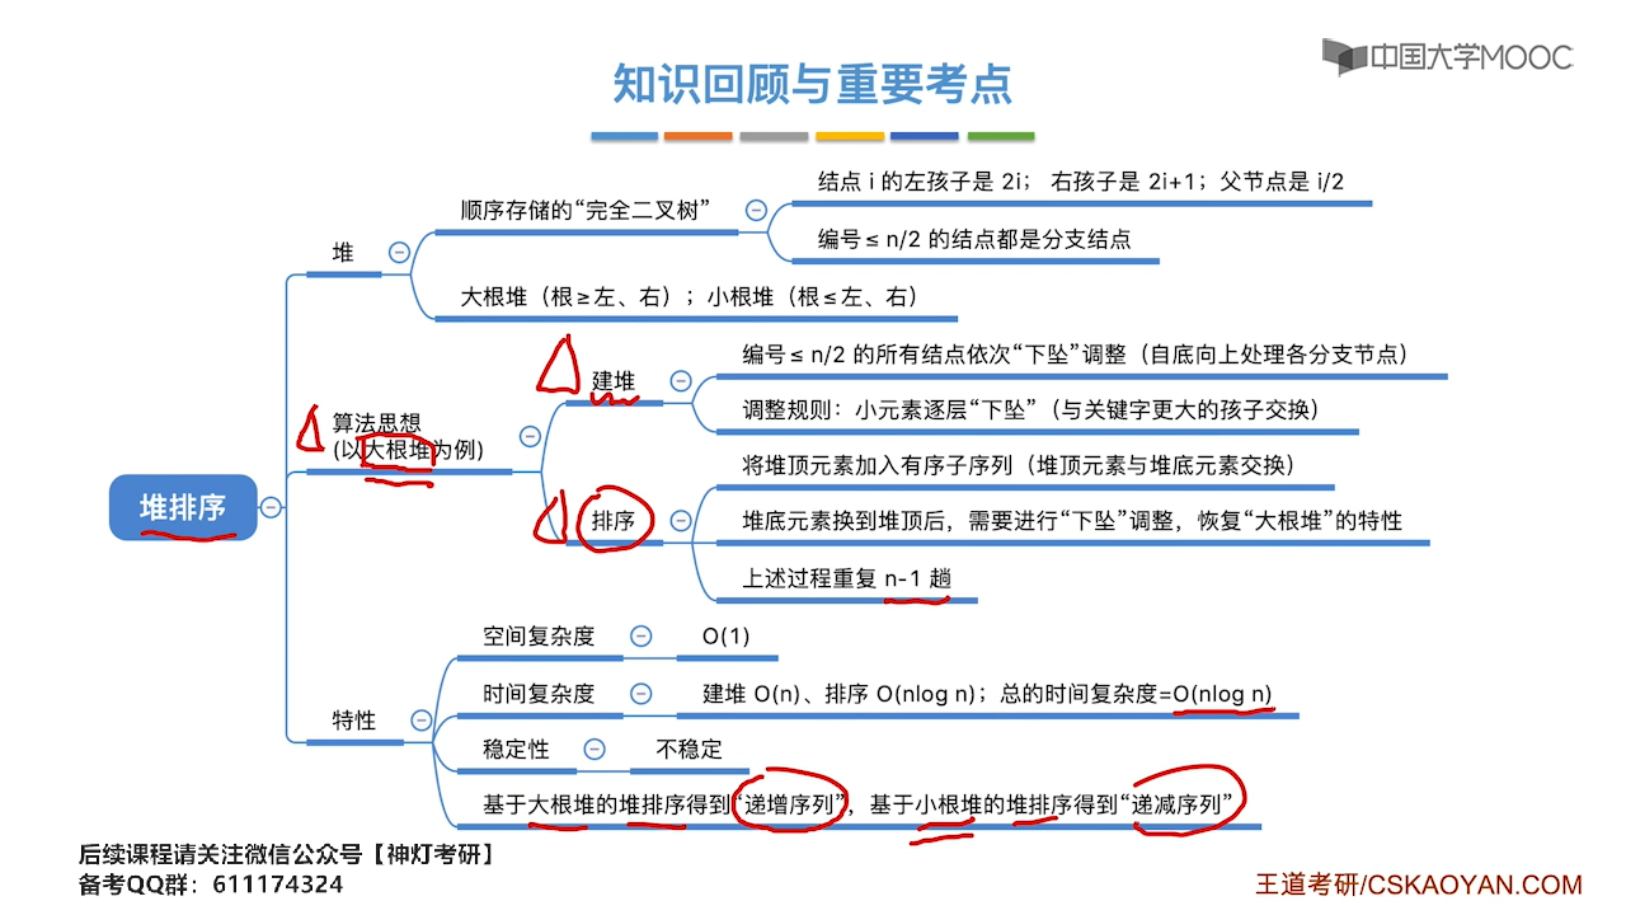 中国大学MOOC
知识回顾与重要考点
结点 i 的左孩子是 2i； 右孩子是 2i+1；父节点是 i/2
顺序存储的“完全二叉树”
编号≤ n/2 的结点都是分支结点
堆
大根堆（根≥左、右）；小根堆（根≤左、右）
编号≤ n/2 的所有结点依次“下坠”调整（自底向上处理各分支节点）
建堆
调整规则：小元素逐层“下坠”（与关键字更大的孩子交换）
算法思想
(以大根堆为例)
将堆顶元素加入有序子序列（堆顶元素与堆底元素交换）
堆排序
排序
堆底元素换到堆顶后，需要进行“下坠”调整，恢复“大根堆”的特性
上述过程重复 n-1 趟
空间复杂度
O(1)
时间复杂度
建堆 O(n)、排序 O(nlog n)；总的时间复杂度=O(nlog n)
特性
稳定性
不稳定
基于大根堆的堆排序得到“递增序列”，基于小根堆的堆排序得到“递减序列”
后续课程请关注微信公众号【神灯考研】
备考QQ群：611174324
王道考研/CSKAOYAN.COM